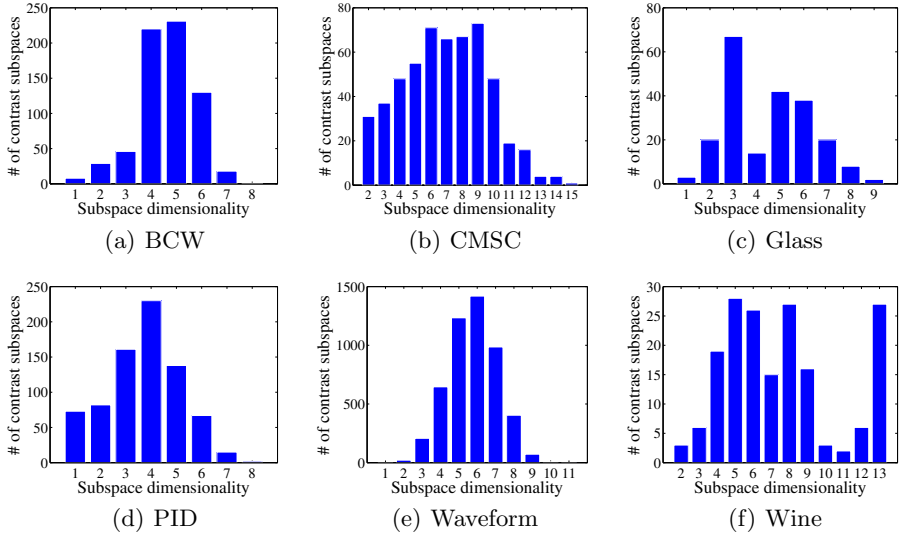 250
200
150
100
50
0
# of contrast subspaces
1 2 3 4 5 6 7 8
Subspace dimensionality
(a) BCW
80
60
40
20
0
# of contrast subspaces
2 3 4 5 6 7 8 9 10 11 12 13 14 15
Subspace dimensionality
(b) CMSC
80
60
40
20
0
# of contrast subspaces
1 2 3 4 5 6 7 8 9
Subspace dimensionality
(c) Glass
250
200
150
100
50
0
# of contrast subspaces
1 2 3 4 5 6 7 8
Subspace dimensionality
(d) PID
1500
1000
500
0
# of contrast subspaces
1 2 3 4 5 6 7 8 9 10 11
Subspace dimensionality
(e) Waveform
30
25
20
15
10
5
0
# of contrast subspaces
2 3 4 5 6 7 8 9 10 11 12 13
Subspace dimensionality
(f) Wine